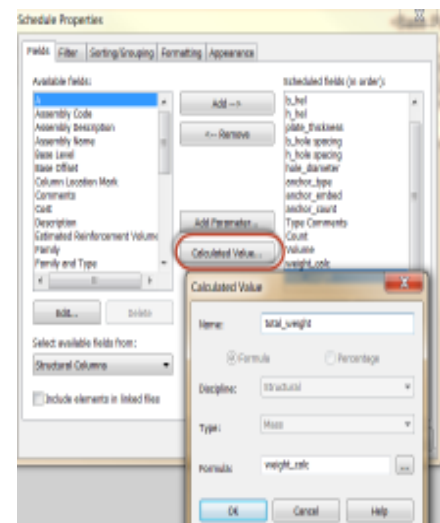 Schedule Properties
Fields Filter Sorting/Grouping Formatting Appearance
Available fields:
Scheduled fields (in order):
A
Assembly Code
Assembly Description
Assembly Name
Base Level
Base Offset
Column Location Mark
Comments
Cost
Description
Estimated Reinforcement Volume
Family
Family and Type
Add -->
<-- Remove
Add Parameter...
Calculated Value...
b_hol
h_hol
plate_thickness
b_hole spacing
h_hole spacing
hole_diameter
anchor_type
anchor_embed
anchor_count
Type Comments
Count
Volume
weight_calc
Edit...
Delete
Select available fields from:
Structural Columns
Include elements in linked files
Calculated Value
Name: total_weight
Formula Percentage
Discipline: Structural
Type: Mass
Formula: weight_calc ...
OK Cancel Help